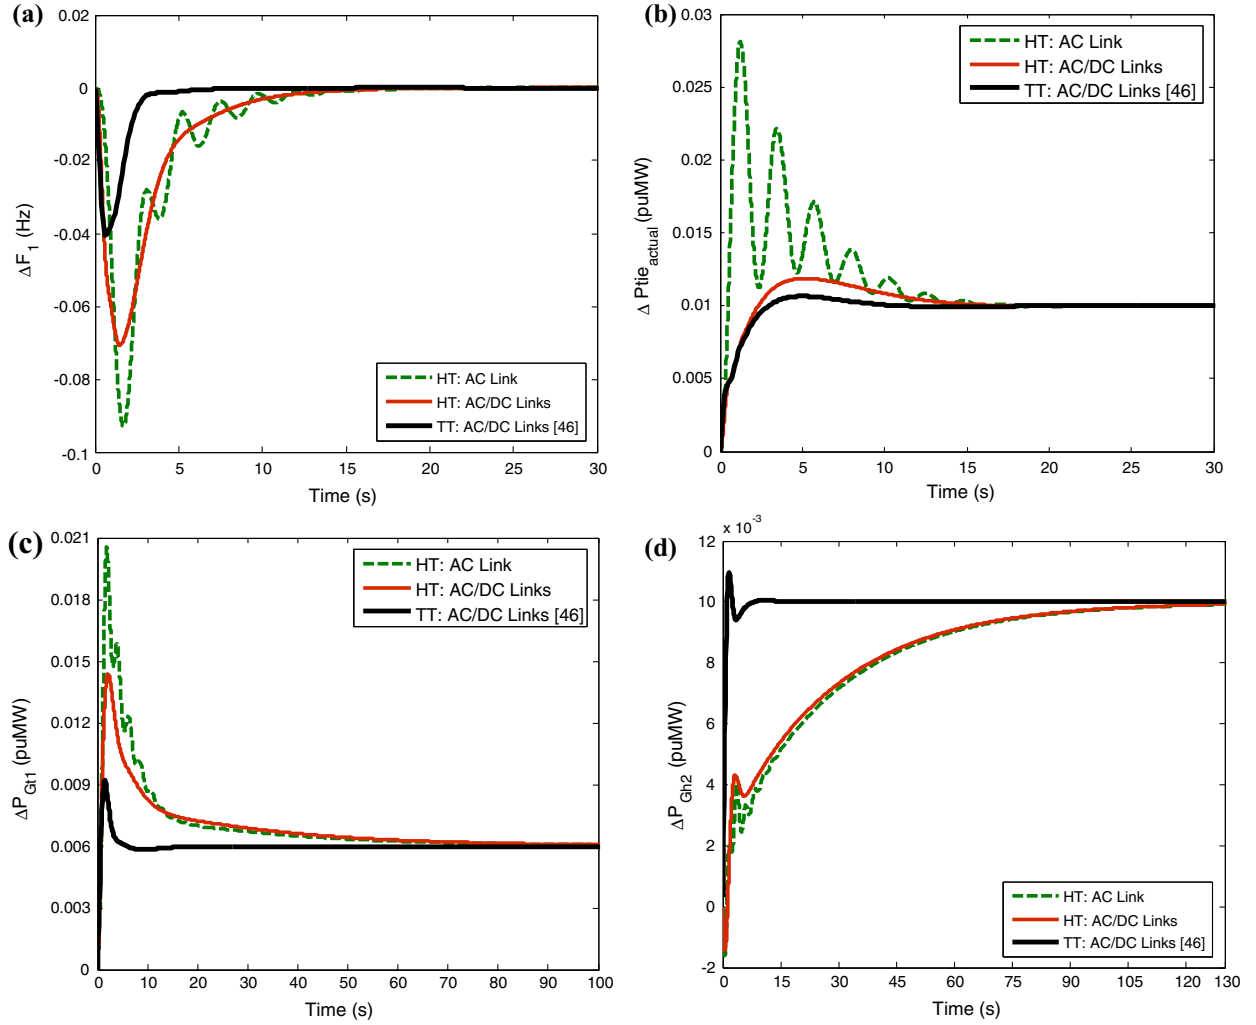 (a)
0.02
0
-0.02
-0.04
-0.06
-0.08
-0.1
ΔF1 (Hz)
HT: AC Link
HT: AC/DC Links
TT: AC/DC Links [46]
0 5 10 15 20 25 30
Time (s)
(b)
0.03
0.025
0.02
0.015
0.010
0.005
0
Δ Ptieactual (puMW)
HT: AC Link
HT: AC/DC Links
TT: AC/DC Links [46]
0 5 10 15 20 25 30
Time (s)
(c)
0.021
0.018
0.015
0.012
0.009
0.006
0.003
0
ΔPGt1 (puMW)
HT: AC Link
HT: AC/DC Links
TT: AC/DC Links [46]
0 10 20 30 40 50 60 70 80 90 100
Time (s)
(d)
x 10-3
12
10
8
6
4
2
0
-2
ΔPGh2 (puMW)
HT: AC Link
HT: AC/DC Links
TT: AC/DC Links [46]
0 15 30 45 60 75 90 105 120 130
Time (s)